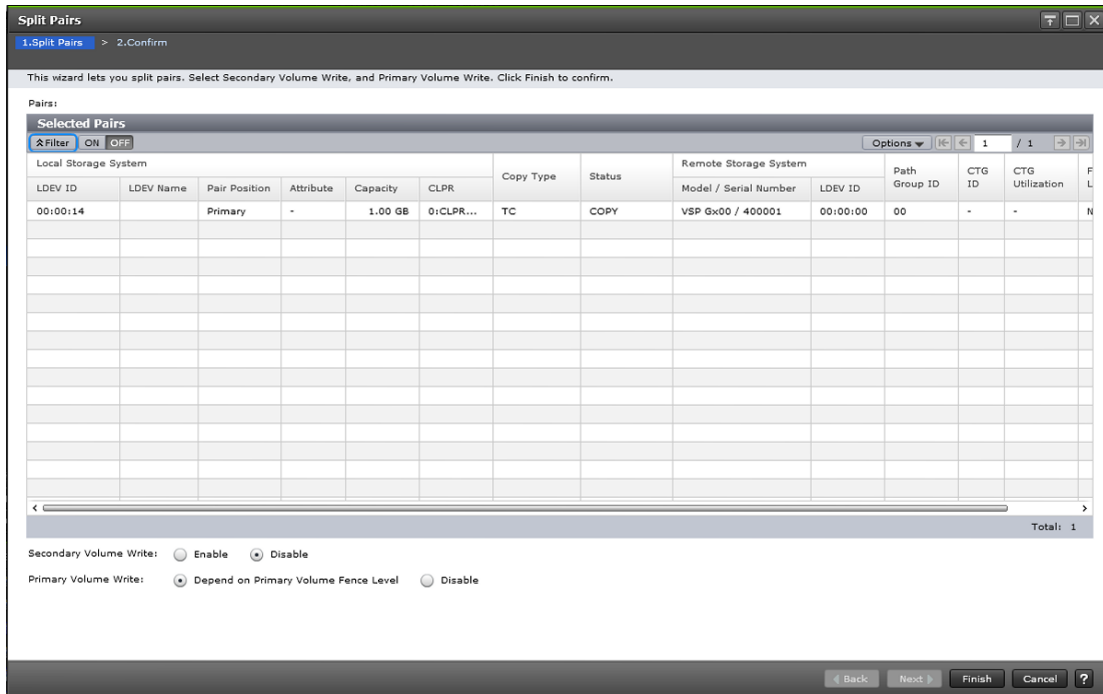 Split Pairs
1.Split Pairs > 2.Confirm
This wizard lets you split pairs. Select Secondary Volume Write, and Primary Volume Write. Click Finish to confirm.
Pairs:
Selected Pairs
Filter ON OFF Options 1 / 1
Local Storage System Copy Type Status Remote Storage System Path Group ID CTG ID CTG Utilization F L
LDEV ID LDEV Name Pair Position Attribute Capacity CLPR Model / Serial Number LDEV ID
00:00:14 Primary - 1.00 GB 0:CLPR... TC COPY VSP Gx00 / 400001 00:00:00 00 - - N
Total: 1
Secondary Volume Write: Enable Disable
Primary Volume Write: Depend on Primary Volume Fence Level Disable
Back Next Finish Cancel ?